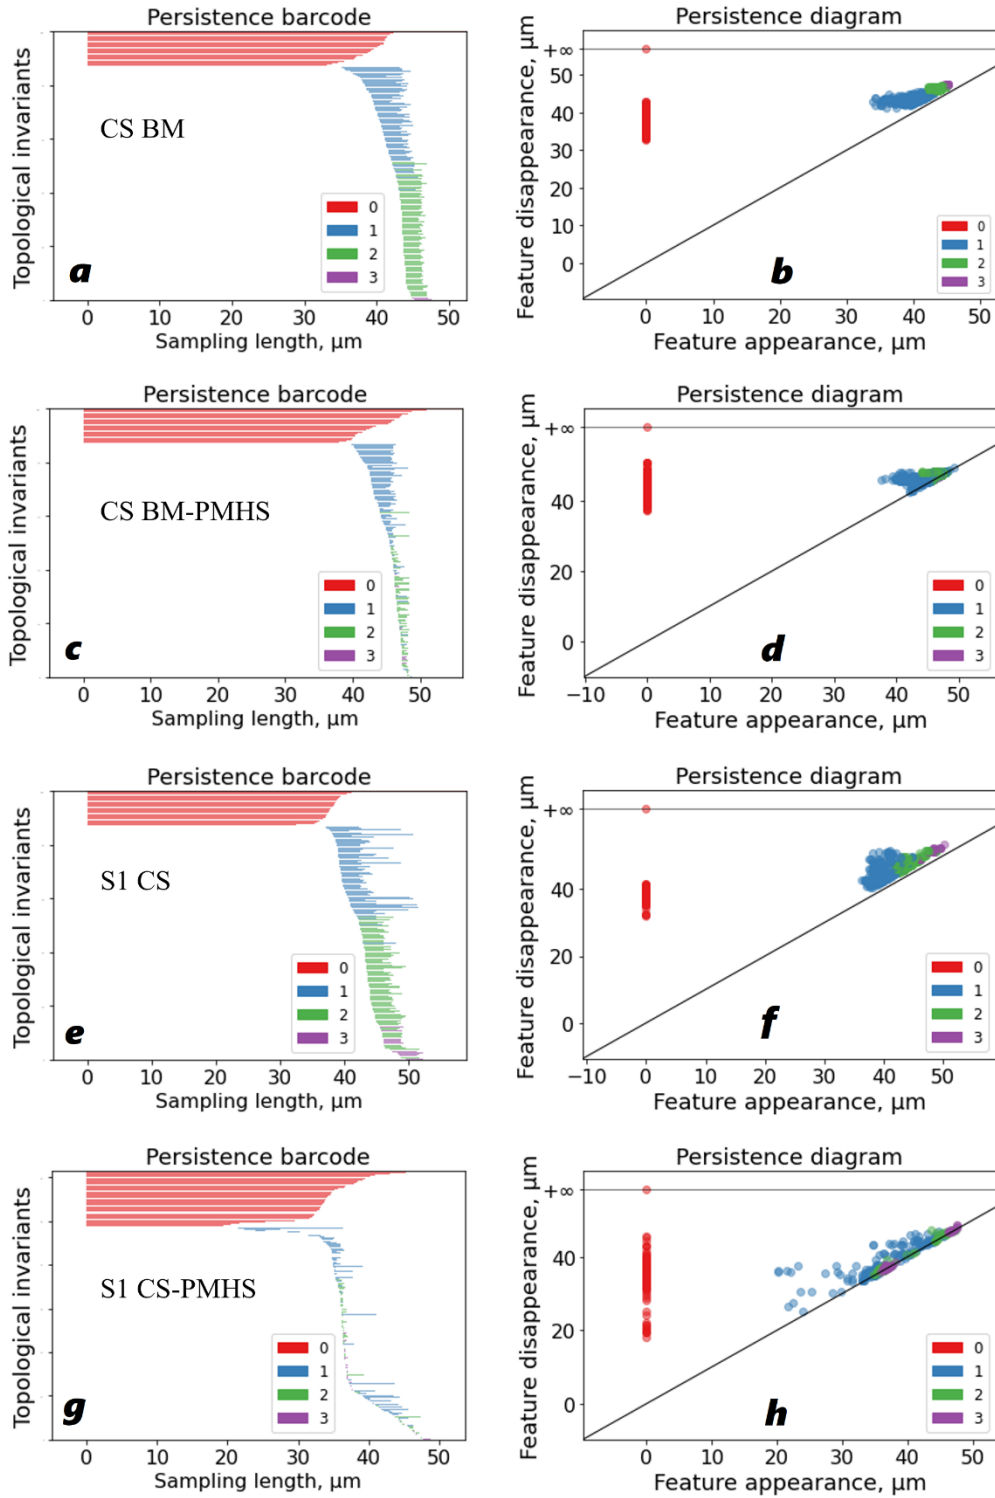 Persistence barcode
Topological invariants
CS BM
0
1
2
3
a
0 10 20 30 40 50
Sampling length, μm
Persistence diagram
Feature disappearance, μm
+∞
50
40
30
20
10
0
0
1
2
3
b
0 10 20 30 40 50
Feature appearance, μm
Persistence barcode
Topological invariants
CS BM-PMHS
0
1
2
3
c
0 10 20 30 40 50
Sampling length, μm
Persistence diagram
Feature disappearance, μm
+∞
40
20
0
0
1
2
3
d
−10 0 10 20 30 40 50
Feature appearance, μm
Persistence barcode
Topological invariants
S1 CS
0
1
2
3
e
0 10 20 30 40 50
Sampling length, μm
Persistence diagram
Feature disappearance, μm
+∞
40
20
0
0
1
2
3
f
−10 0 10 20 30 40 50
Feature appearance, μm
Persistence barcode
Topological invariants
S1 CS-PMHS
0
1
2
3
g
0 10 20 30 40 50
Sampling length, μm
Persistence diagram
Feature disappearance, μm
+∞
40
20
0
0
1
2
3
h
0 10 20 30 40 50
Feature appearance, μm